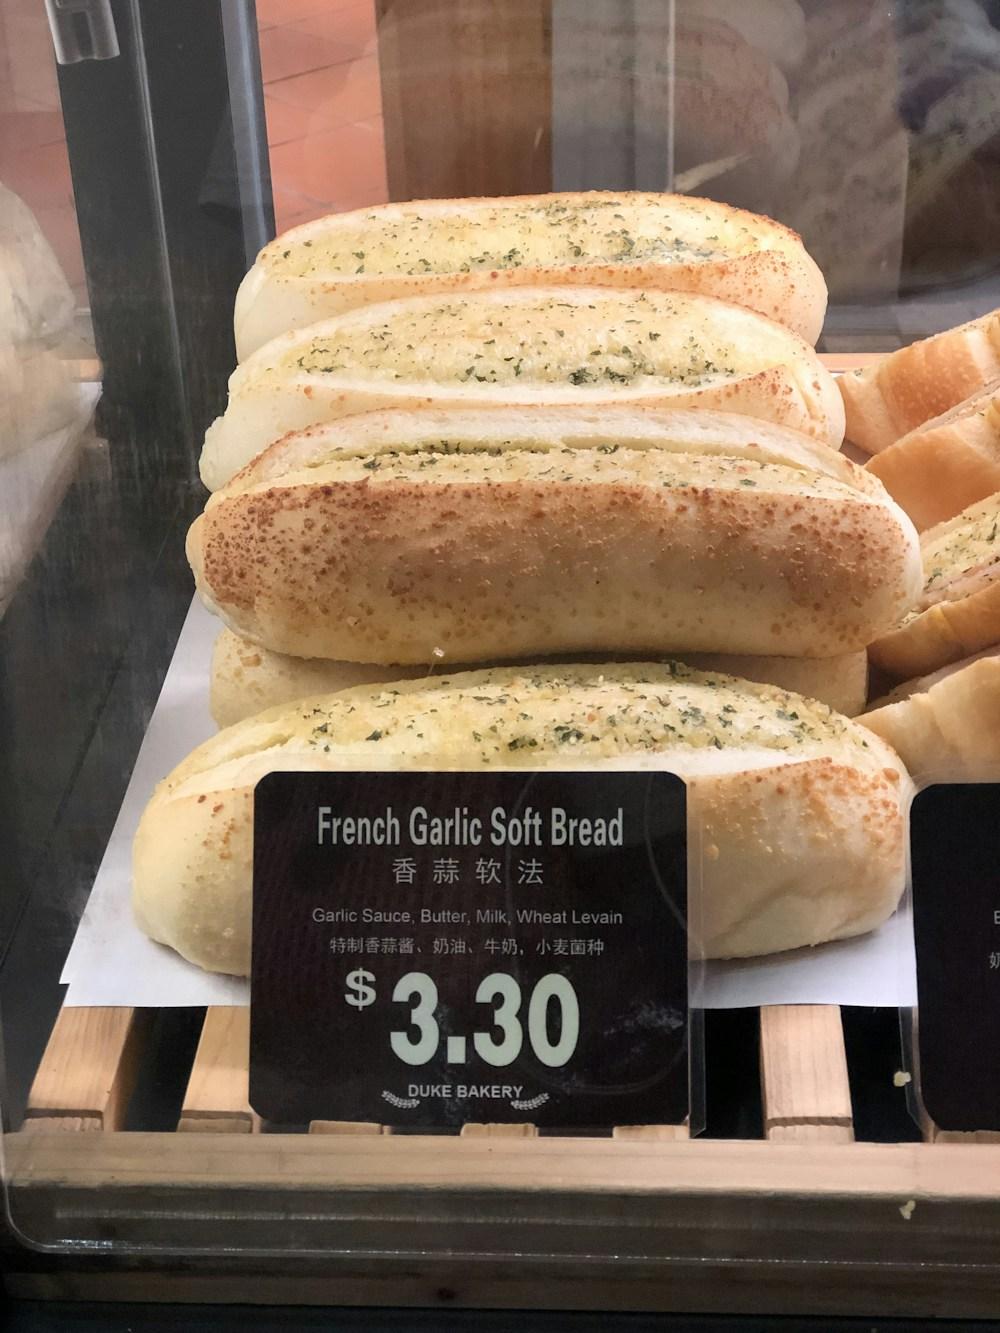 French Garlic Soft Bread
香蒜软法
Garlic Sauce, Butter, Milk, Wheat Levain
特制香蒜酱、奶油、牛奶，小麦菌种
$3.30
DUKE BAKERY